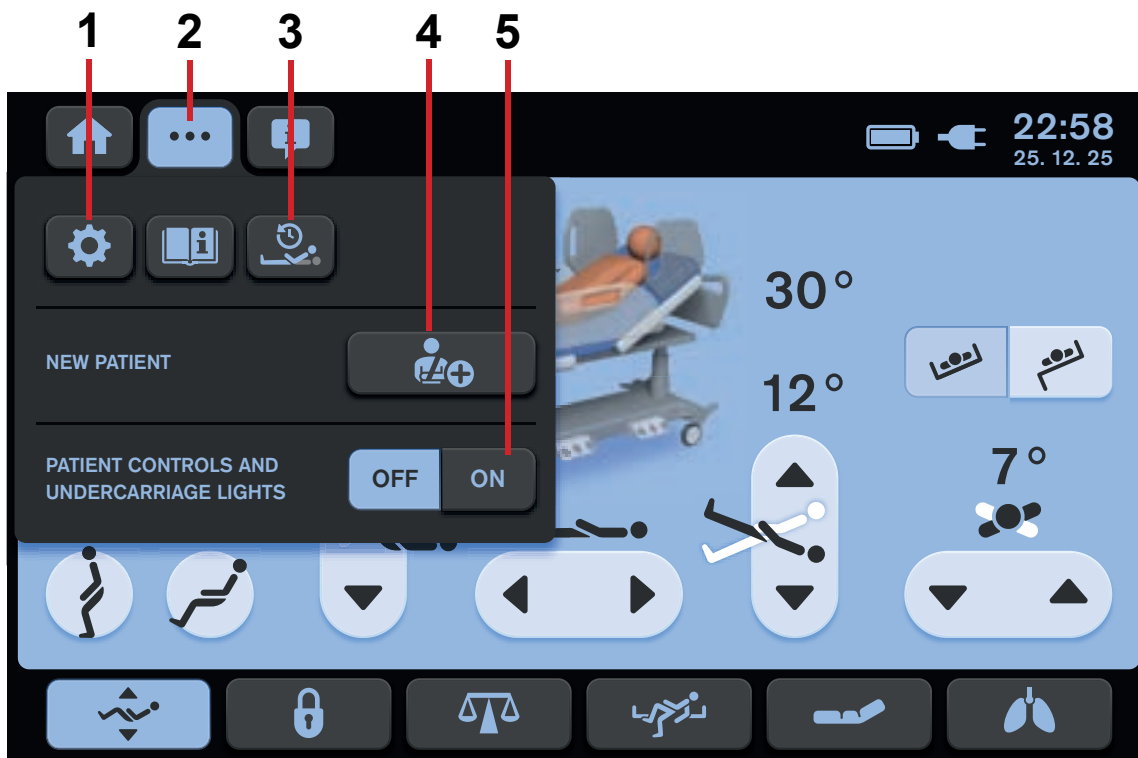 1 2 3 4 5
22:58
25. 12. 25
i
i
30°
NEW PATIENT
12°
PATIENT CONTROLS AND
UNDERCARRIAGE LIGHTS
OFF ON
7°